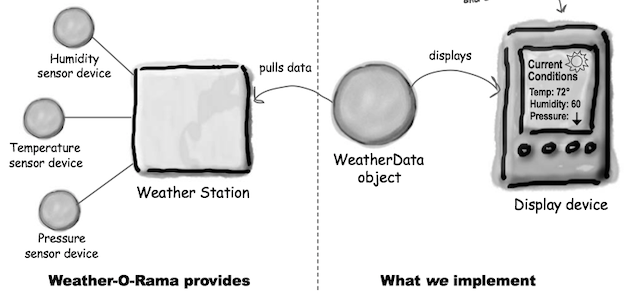 Humidity
sensor device
Temperature
sensor device
Pressure
sensor device
Weather Station
pulls data
WeatherData
object
displays
Current
Conditions
Temp: 72°
Humidity: 60
Pressure:
Display device
Weather-O-Rama provides
What we implement